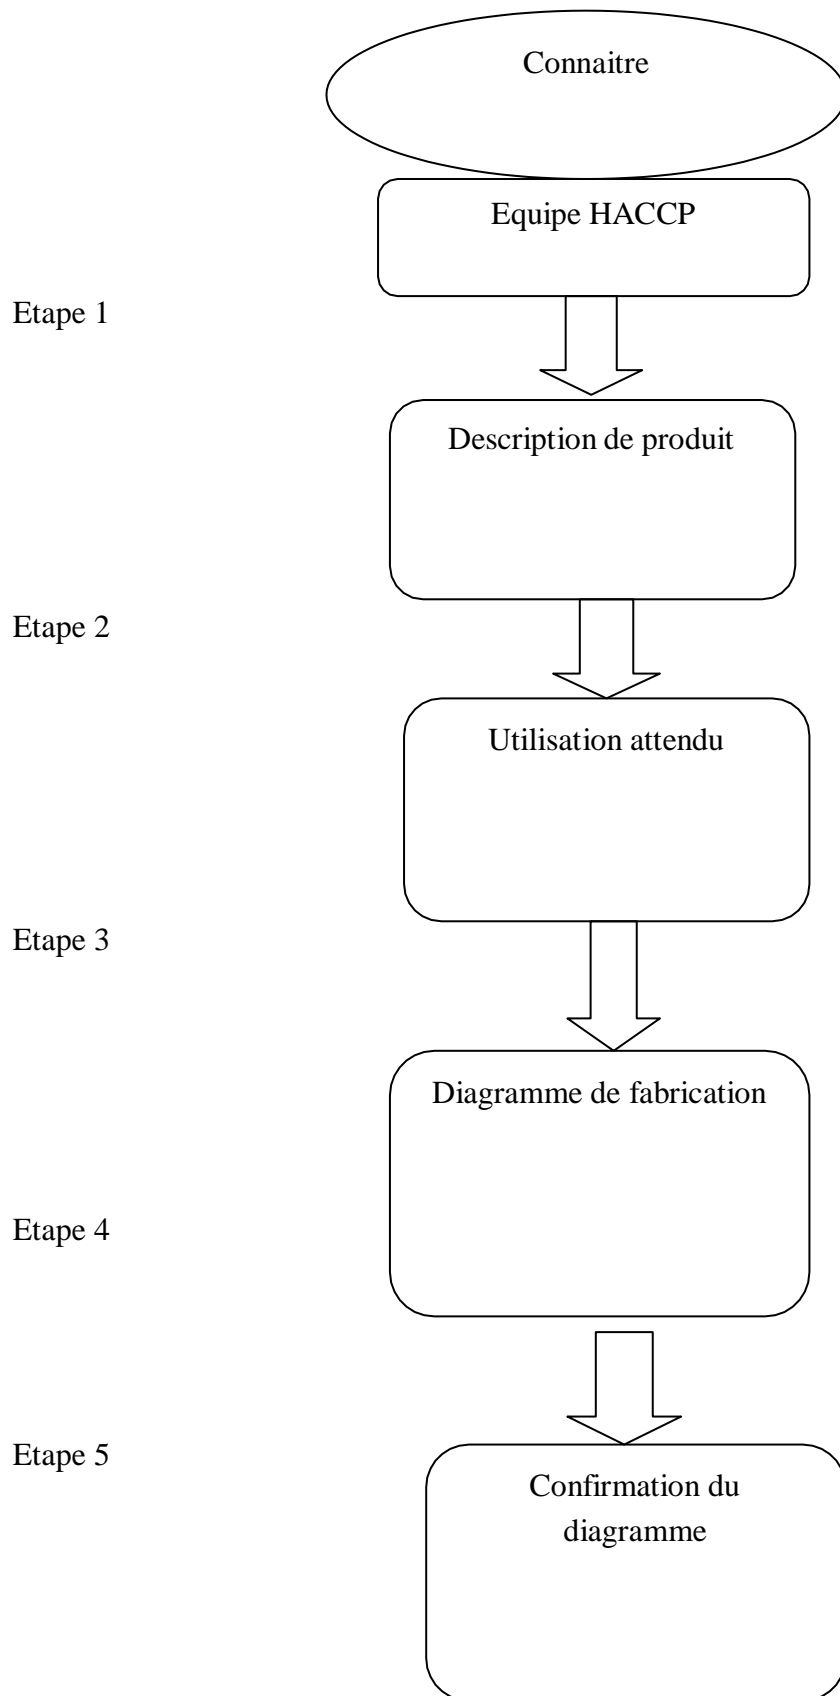 Connaitre
Equipe HACCP
Etape 1
Description de produit
Etape 2
Utilisation attendu
Etape 3
Diagramme de fabrication
Etape 4
Etape 5
Confirmation du
diagramme